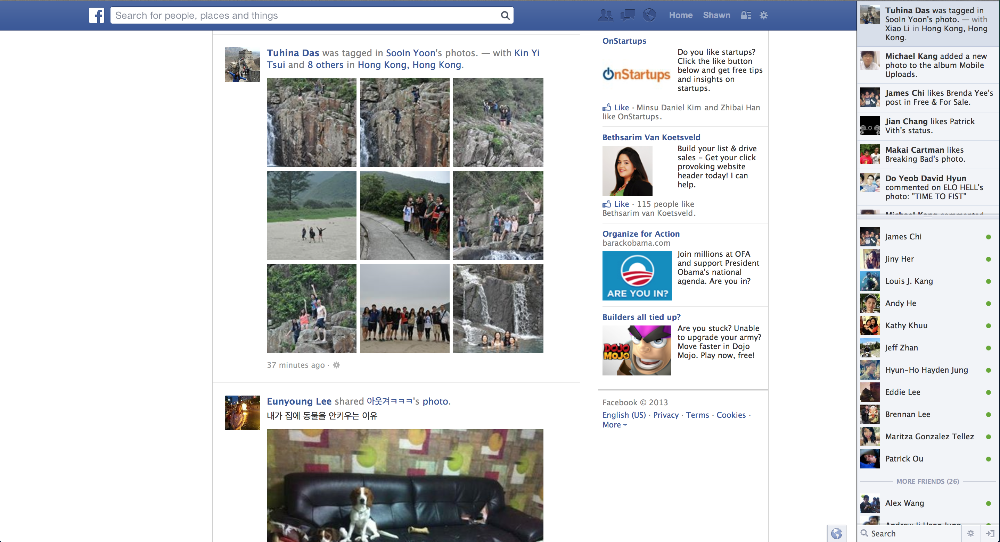 Search for people, places and things
Home
Shawn
Tuhina Das was tagged in SooIn Yoon's photos. — with Kin Yi
Tsui and 8 others in Hong Kong, Hong Kong.
37 minutes ago ·
Eunyoung Lee shared 아웃겨ㅋㅋㅋ's photo.
내가 집에 동물을 안키우는 이유
OnStartups
OnStartups
Do you like startups?
Click the like button
below and get free tips
and insights on
startups.
Like · Minsu Daniel Kim and Zhibai Han
like OnStartups.
Bethsarim Van Koetsveld
Build your list & drive
sales – Get your click
provoking website
header today! I can
help.
Like · 115 people like
Bethsarim van Koetsveld.
Organize for Action
barackobama.com
ARE YOU IN?
Join millions at OFA
and support President
Obama's national
agenda. Are you in?
Builders all tied up?
DOJO
MOJO
Are you stuck? Unable
to upgrade your army?
Move faster in Dojo
Mojo. Play now, free!
Facebook © 2013
English (US) · Privacy · Terms · Cookies ·
More
Tuhina Das was tagged in
SooIn Yoon's photo. — with
Xiao Li in Hong Kong, Hong
Kong.
Michael Kang added a new
photo to the album Mobile
Uploads.
James Chi likes Brenda Yee's
post in Free & For Sale.
Jian Chang likes Patrick
Vith's status.
Makai Cartman likes
Breaking Bad's photo.
Do Yeob David Hyun
commented on ELO HELL's
photo: "TIME TO FIST"
Michael Kang commented
James Chi
Jiny Her
Louis J. Kang
Andy He
Kathy Khuu
Jeff Zhan
Hyun-Ho Hayden Jung
Eddie Lee
Brennan Lee
Maritza Gonzalez Tellez
Patrick Ou
MORE FRIENDS (26)
Alex Wang
Search